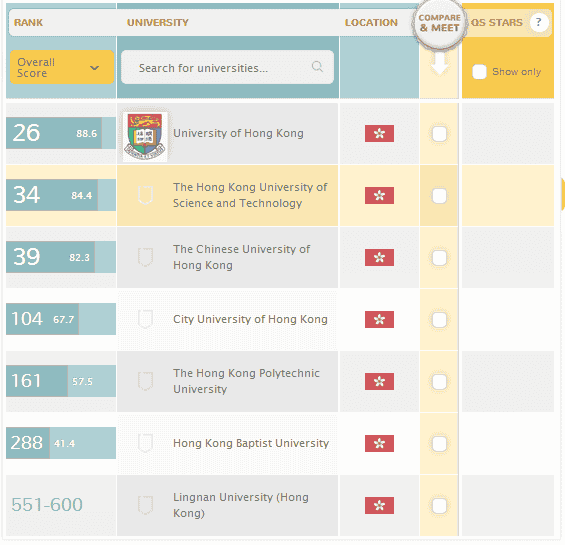 RANK
UNIVERSITY
LOCATION
COMPARE
& MEET
QS STARS
?
Overall
Score
Search for universities...
Show only
26
88.6
University of Hong Kong
34
84.4
The Hong Kong University of
Science and Technology
39
82.3
The Chinese University of
Hong Kong
104
67.7
City University of Hong Kong
161
57.5
The Hong Kong Polytechnic
University
288
41.4
Hong Kong Baptist University
551-600
Lingnan University (Hong
Kong)